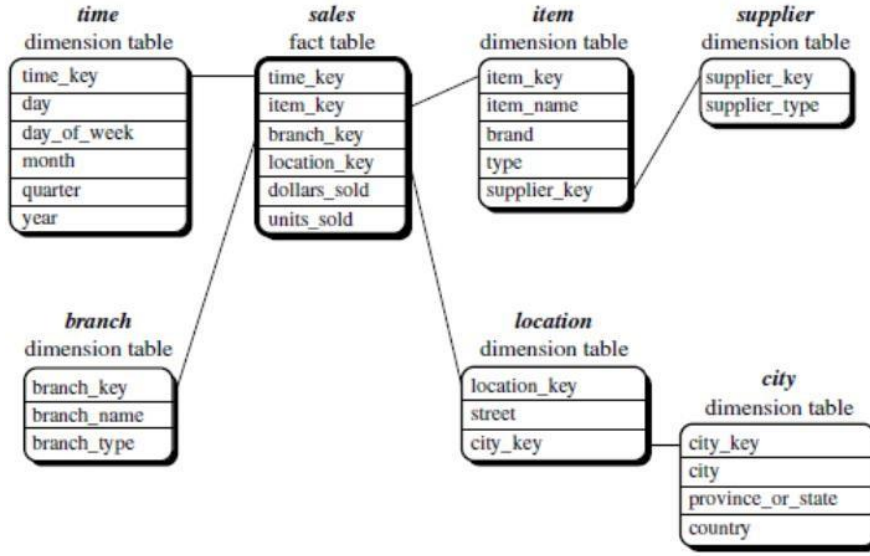 time
dimension table
time_key
day
day_of_week
month
quarter
year
sales
fact table
time_key
item_key
branch_key
location_key
dollars_sold
units_sold
item
dimension table
item_key
item_name
brand
type
supplier_key
supplier
dimension table
supplier_key
supplier_type
branch
dimension table
branch_key
branch_name
branch_type
location
dimension table
location_key
street
city_key
city
dimension table
city_key
city
province_or_state
country